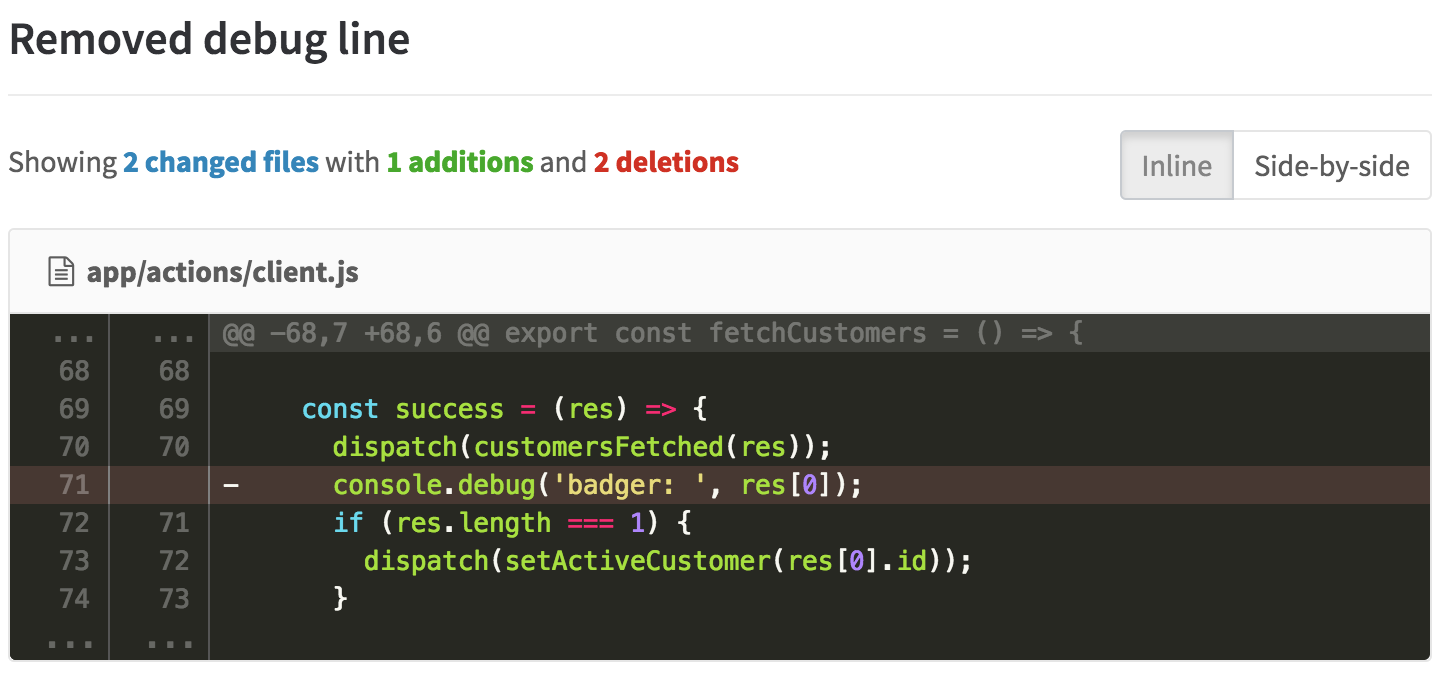 Removed debug line
Showing 2 changed files with 1 additions and 2 deletions
Inline Side-by-side
app/actions/client.js
... ... @@ -68,7 +68,6 @@ export const fetchCustomers = () => {
68 68
69 69 const success = (res) => {
70 70 dispatch(customersFetched(res));
71 - console.debug('badger: ', res[0]);
72 71 if (res.length === 1) {
73 72 dispatch(setActiveCustomer(res[0].id));
74 73 }
... ...